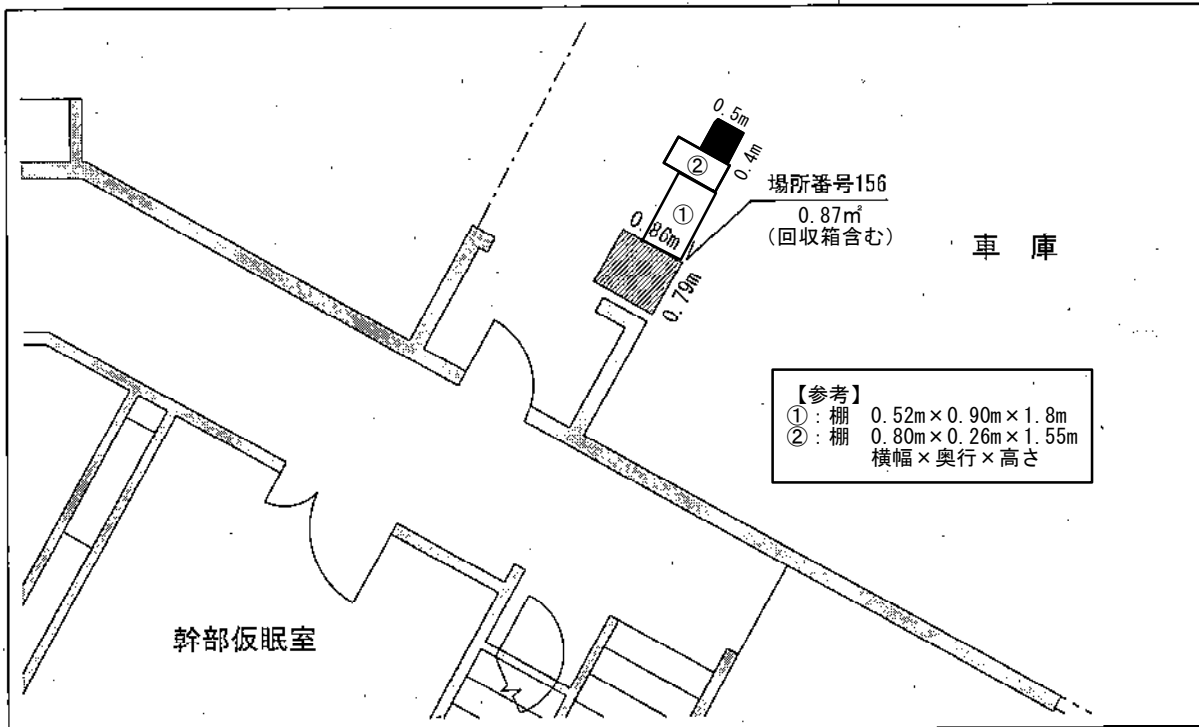 0.5m
0.4m
②
①
場所番号156
0.87㎡
(回収箱含む)
0.86m
0.79m
車 庫
【参考】
①:棚 0.52m×0.90m×1.8m
②:棚 0.80m×0.26m×1.55m
横幅×奥行×高さ
幹部仮眠室